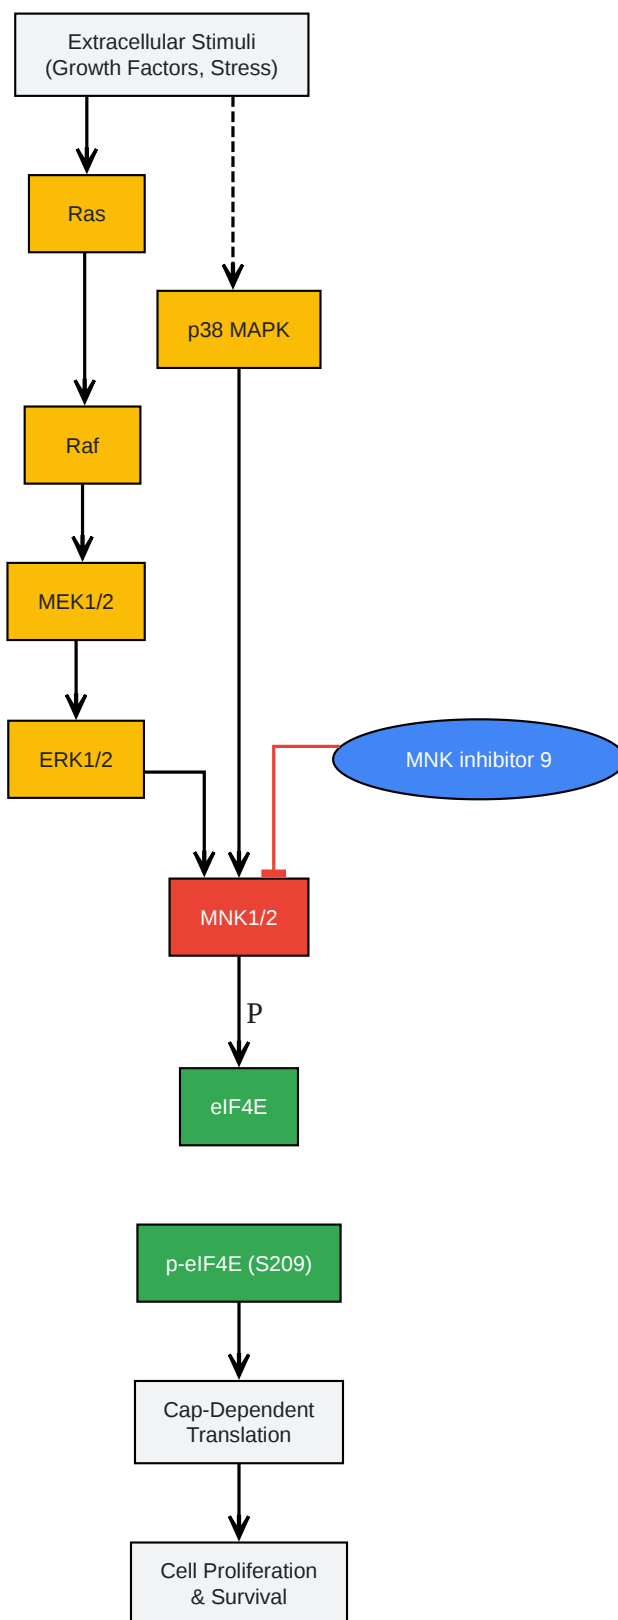 Extracellular Stimuli
(Growth Factors, Stress)
Ras
p38 MAPK
Raf
MEK1/2
ERK1/2
MNK inhibitor 9
MNK1/2
P
eIF4E
p-eIF4E (S209)
Cap-Dependent
Translation
Cell Proliferation
& Survival